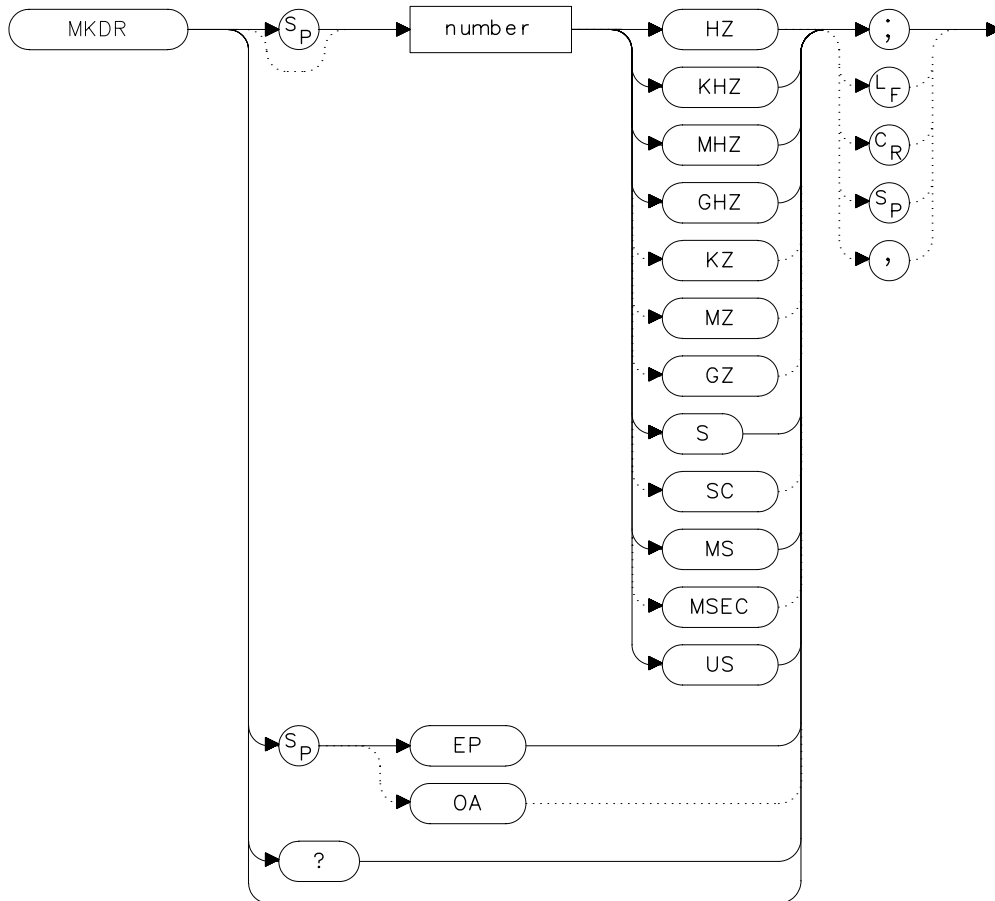 MKDR SP number HZ ;
KHZ LF
MHZ CR
GHZ SP
KZ ,
MZ
GZ
S
SC
MS
MSEC
US
SP EP
OA
?